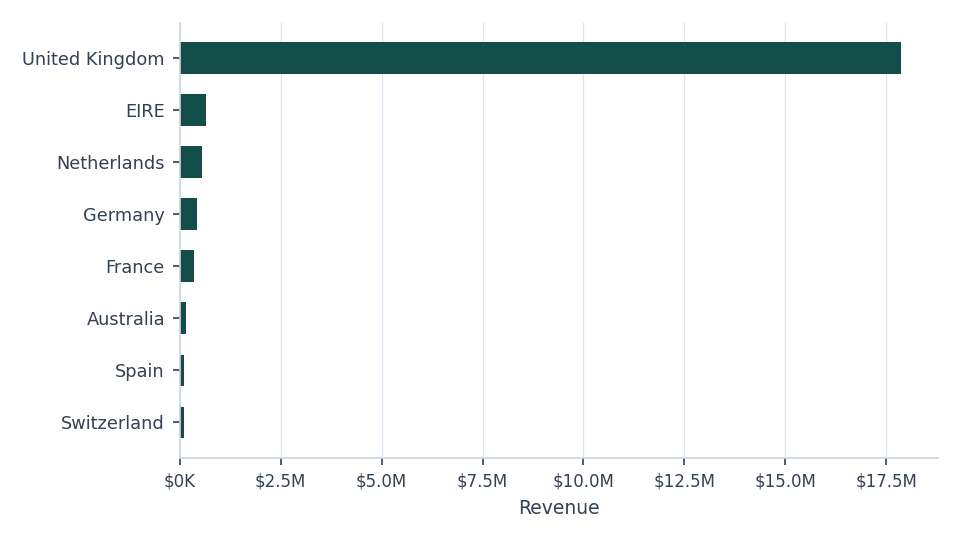 United Kingdom
EIRE
Netherlands
Germany
France
Australia
Spain
Switzerland
$0K $2.5M $5.0M $7.5M $10.0M $12.5M $15.0M $17.5M
Revenue